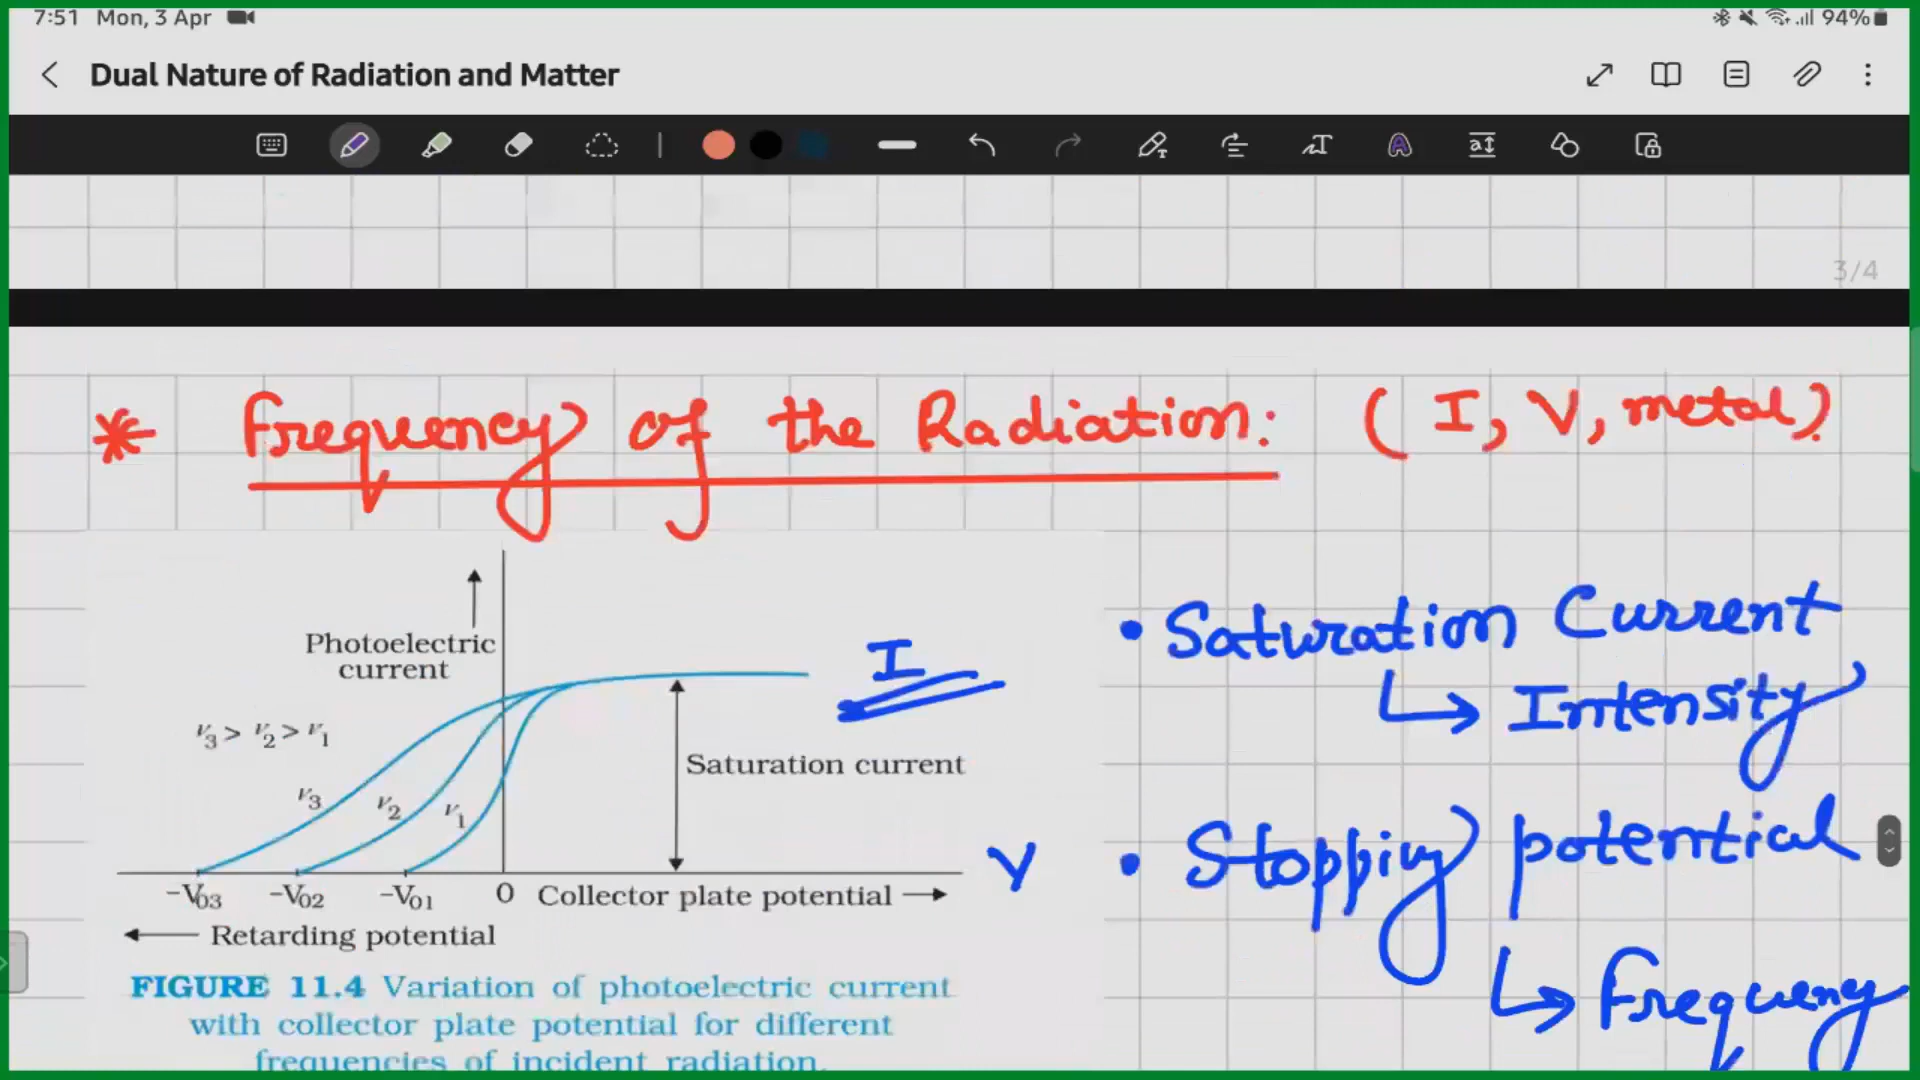 7:51 Mon, 3 Apr 94%
Dual Nature of Radiation and Matter
3/4
* Frequency of the Radiation: ( I, V, metal)
Photoelectric
current
I
• Saturation Current
↳ Intensity
ν3 > ν2 > ν1
Saturation current
ν3 ν2 ν1
• Stopping potential
V
-V03 -V02 -V01 0 Collector plate potential →
← Retarding potential
↳ Frequency
FIGURE 11.4 Variation of photoelectric current
with collector plate potential for different
frequencies of incident radiation.